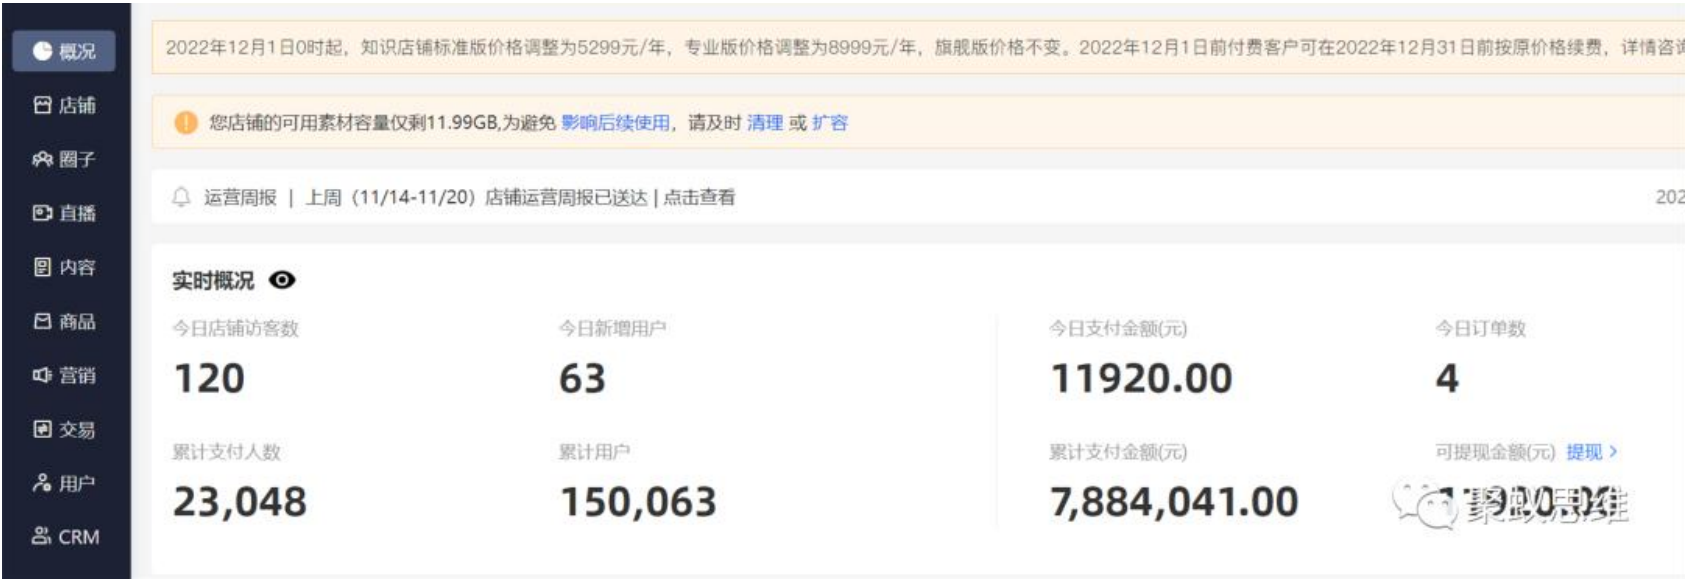 概况
店铺
圈子
直播
内容
商品
营销
交易
用户
CRM
2022年12月1日0时起，知识店铺标准版价格调整为5299元/年，专业版价格调整为8999元/年，旗舰版价格不变。2022年12月1日前付费客户可在2022年12月31日前按原价格续费，详情咨
您店铺的可用素材容量仅剩11.99GB,为避免 影响后续使用，请及时 清理 或 扩容
运营周报 | 上周（11/14-11/20）店铺运营周报已送达 | 点击查看
202
实时概况
今日店铺访客数 今日新增用户 今日支付金额(元) 今日订单数
120 63 11920.00 4
累计支付人数 累计用户 累计支付金额(元) 可提现金额(元) 提现 >
23,048 150,063 7,884,041.00
聚蚁思维